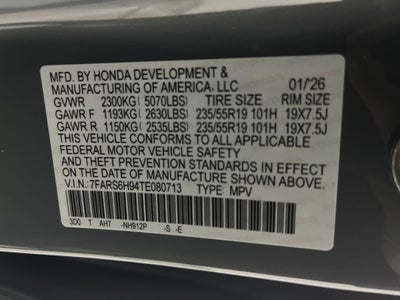 MFD. BY HONDA DEVELOPMENT &
MANUFACTURING OF AMERICA, LLC 01/26
GVWR 2300KG (5070LBS) TIRE SIZE RIM SIZE
GAWR F 1193KG (2630LBS) 235/55R19 101H 19X7.5J
GAWR R 1150KG (2535LBS) 235/55R19 101H 19X7.5J
THIS VEHICLE CONFORMS TO ALL APPLICABLE
FEDERAL MOTOR VEHICLE SAFETY STANDARDS
IN EFFECT ON THE DATE OF MANUFACTURE SHOWN ABOVE.
V.I.N.: 7FARS6H94TE080713 TYPE: MPV
3D0 T AH7 -NH912P -S -E